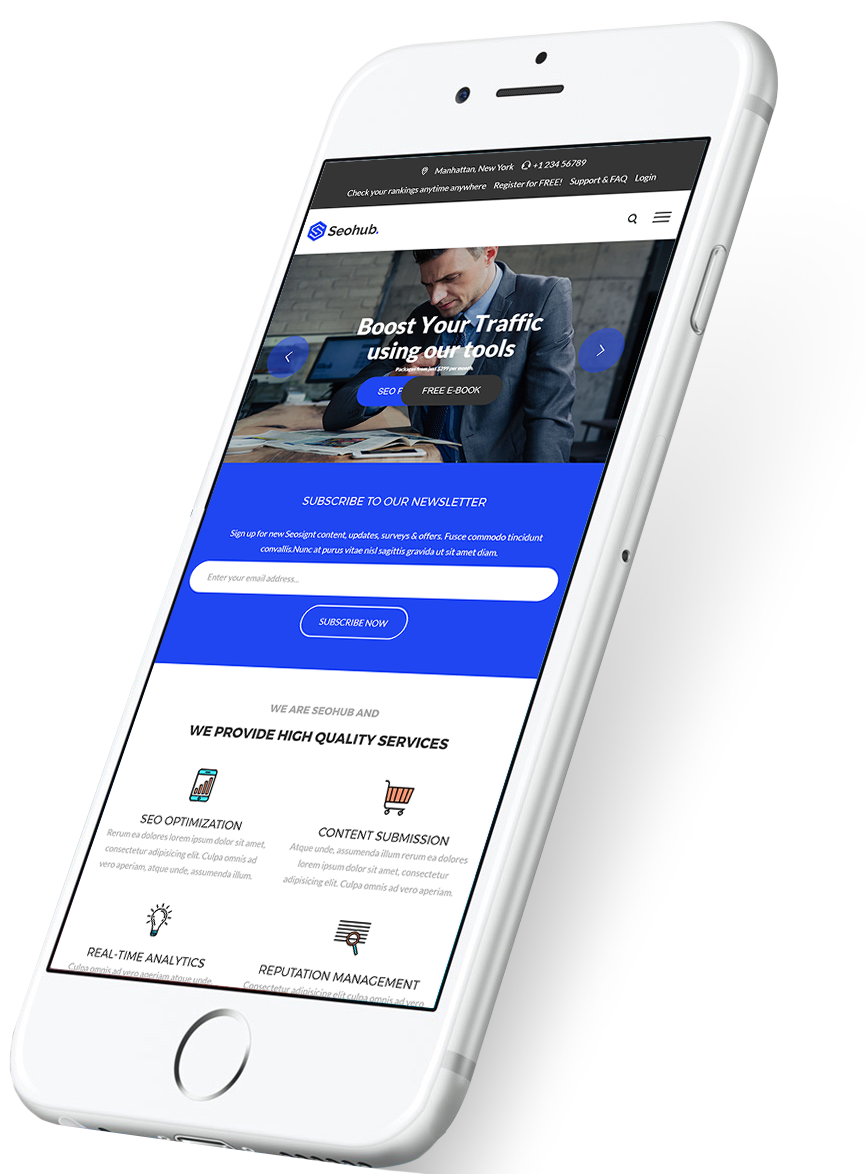 Manhattan, New York +1 234 56789
Check your rankings anytime anywhere Register for FREE! Support & FAQ Login
Seohub.
Boost Your Traffic
using our tools
Packages from just $299 per month.
SEO
FREE E-BOOK
SUBSCRIBE TO OUR NEWSLETTER
Sign up for new Seosignt content, updates, surveys & offers. Fusce commodo tincidunt
convallis.Nunc at purus vitae nisl sagittis gravida ut sit amet diam.
Enter your email address...
SUBSCRIBE NOW
WE ARE SEOHUB AND
WE PROVIDE HIGH QUALITY SERVICES
SEO OPTIMIZATION
Rerum ea dolores lorem ipsum dolor sit amet,
consectetur adipisicing elit. Culpa omnis ad
vero aperiam, atque unde, assumenda illum.
CONTENT SUBMISSION
Atque unde, assumenda illum rerum ea dolores
lorem ipsum dolor sit amet, consectetur
adipisicing elit. Culpa omnis ad vero aperiam.
REAL-TIME ANALYTICS
Culpa omnis ad vero aperiam atque unde
REPUTATION MANAGEMENT
Consectetur adipisicing elit culpa omnis ad vero